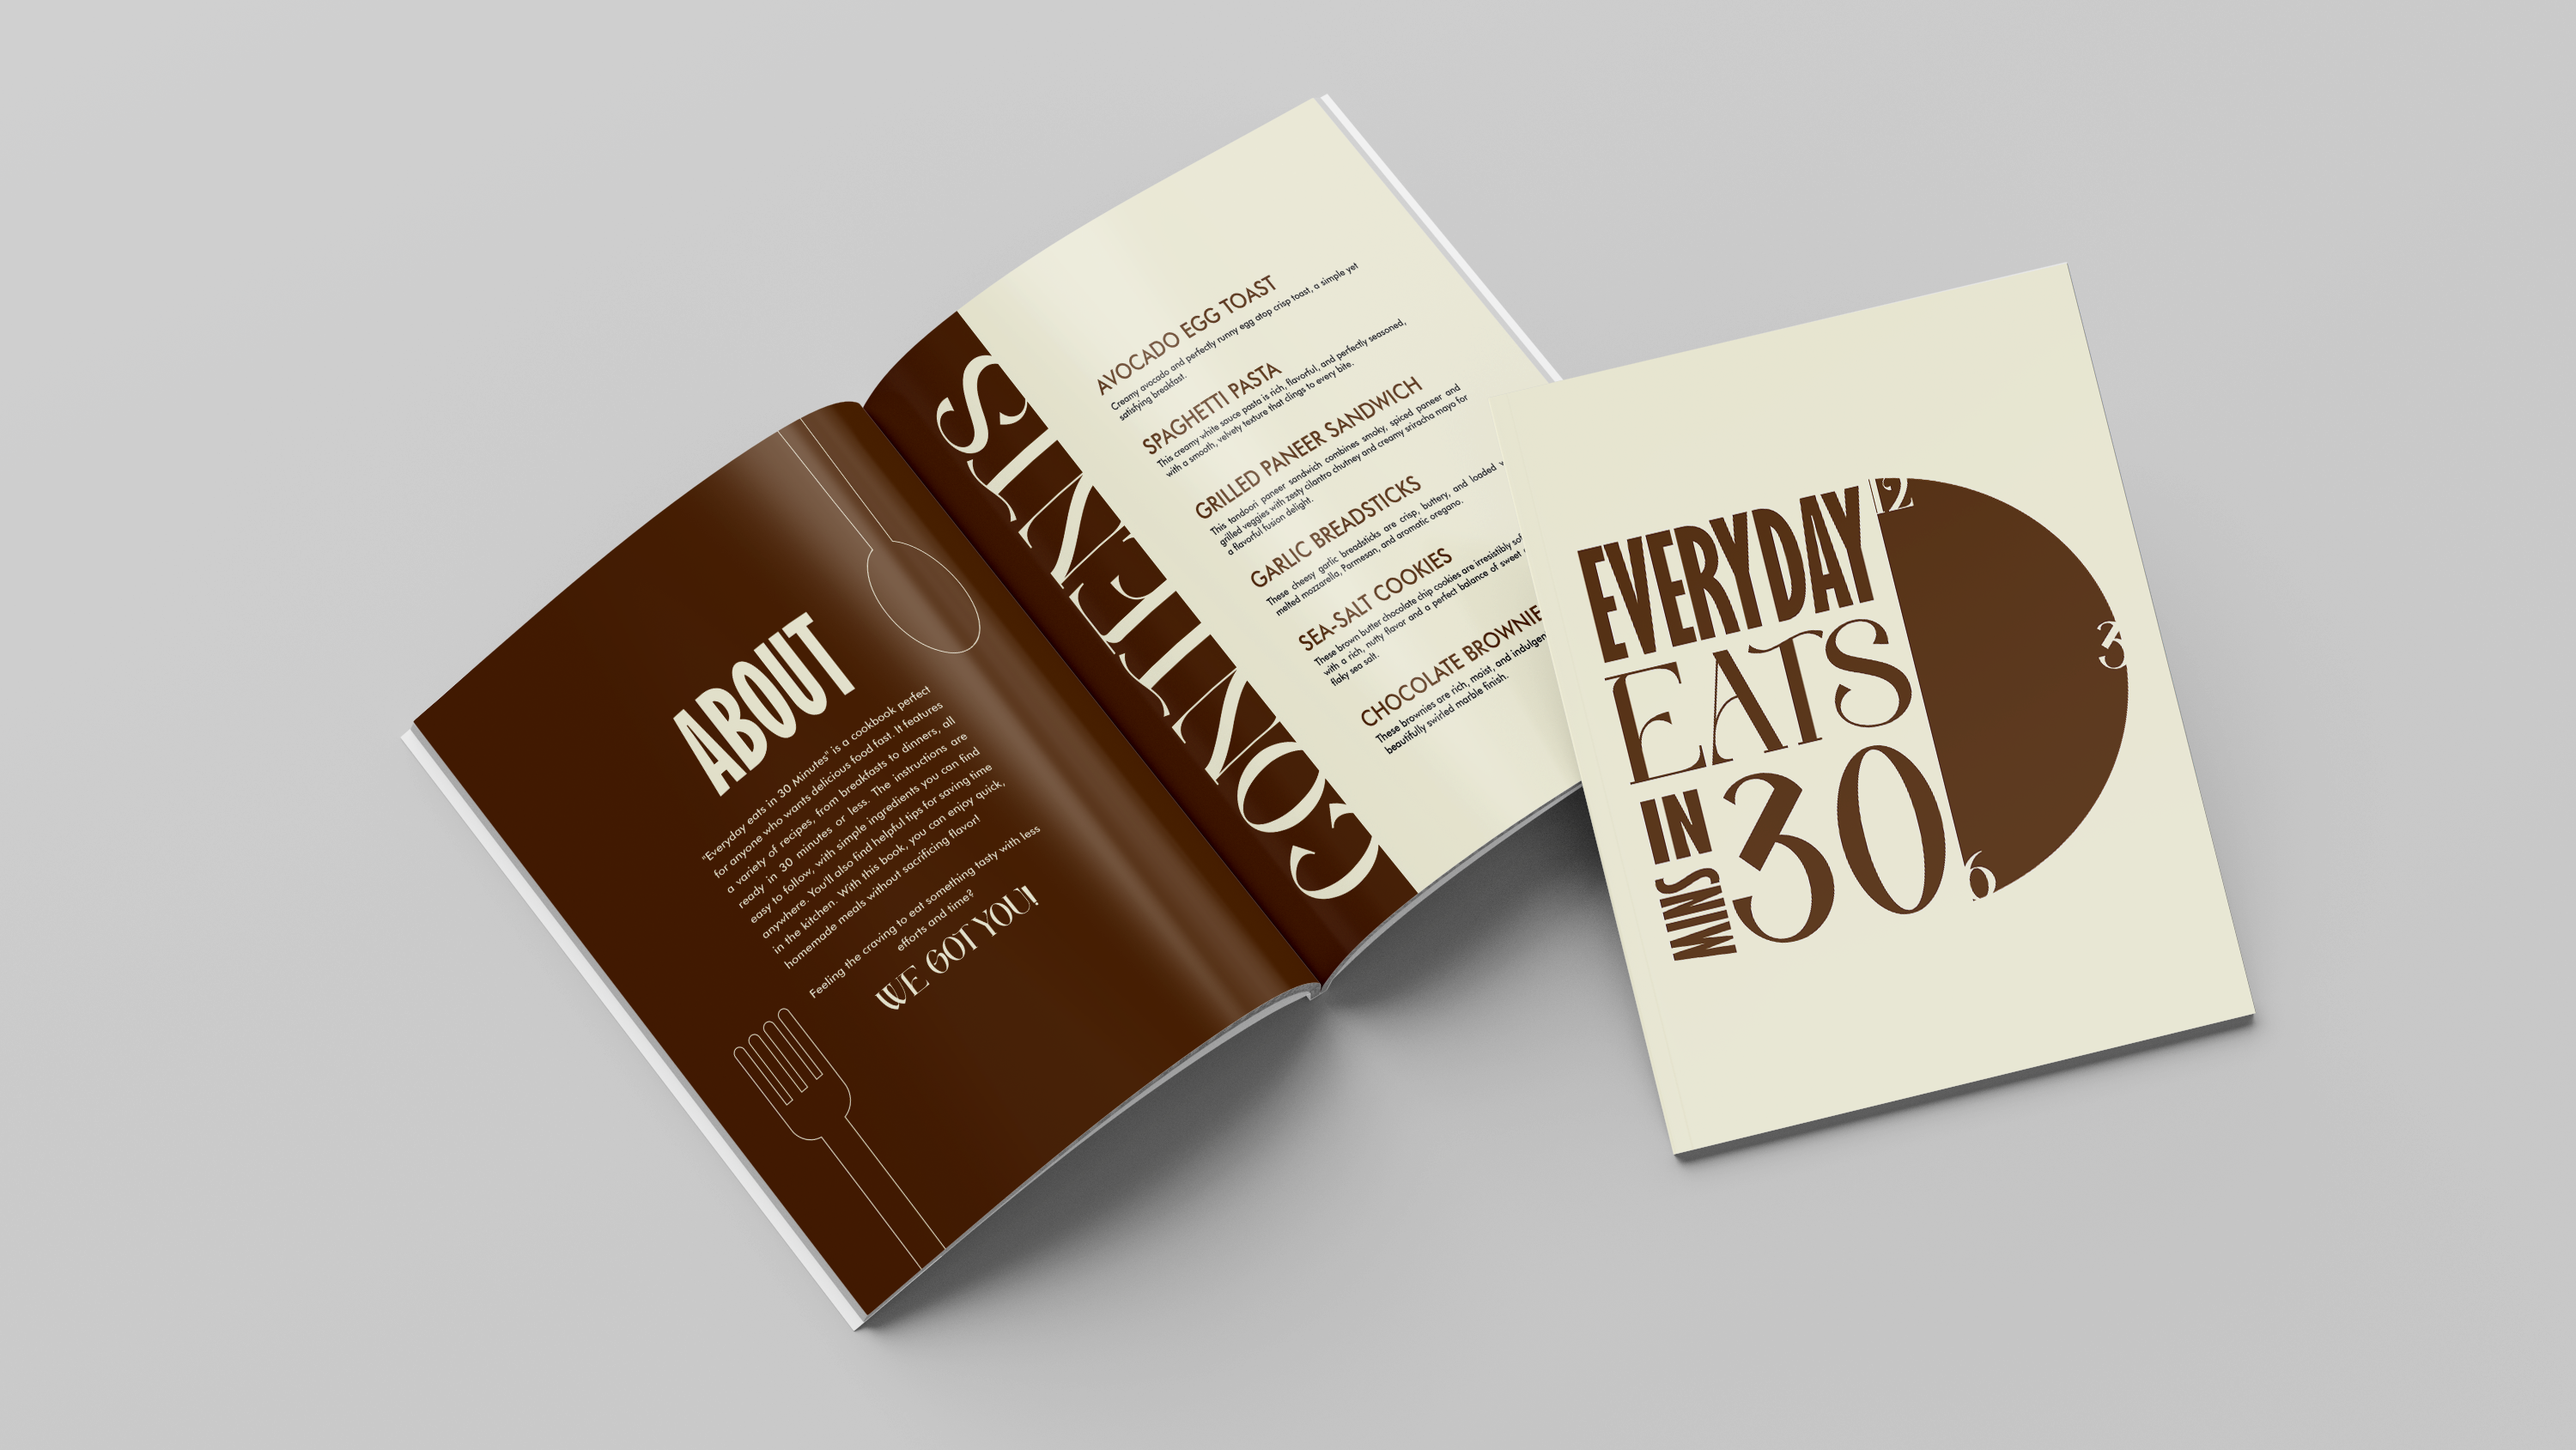 ABOUT
"Everyday eats in 30 Minutes" is a cookbook perfect
for anyone who wants delicious food fast. It features
a variety of recipes, from breakfasts to dinners, all
ready in 30 minutes or less. The instructions are
easy to follow, with simple ingredients you can find
anywhere. You'll also find helpful tips for saving time
in the kitchen. With this book, you can enjoy quick,
homemade meals without sacrificing flavor!
Feeling the craving to eat something tasty with less
efforts and time?
WE GOT YOU!
CONTENTS
AVOCADO EGG TOAST
Creamy avocado and perfectly runny egg atop crisp toast, a simple yet
satisfying breakfast.
SPAGHETTI PASTA
This creamy white sauce pasta is rich, flavorful, and perfectly seasoned,
with a smooth, velvety texture that clings to every bite.
GRILLED PANEER SANDWICH
This tandoori paneer sandwich combines smoky, spiced paneer and
grilled veggies with zesty cilantro chutney and creamy sriracha mayo for
a flavorful fusion delight.
GARLIC BREADSTICKS
These cheesy garlic breadsticks are crisp, buttery, and loaded
melted mozzarella, Parmesan, and aromatic oregano.
SEA-SALT COOKIES
These brown butter chocolate chip cookies are irresistibly
with a rich, nutty flavor and a perfect balance of sweet
flaky sea salt.
CHOCOLATE BROWNIE
These brownies are rich, moist, and
beautifully swirled marble finish.
EVERYDAY
EATS
IN 30
MINS
12
3
6